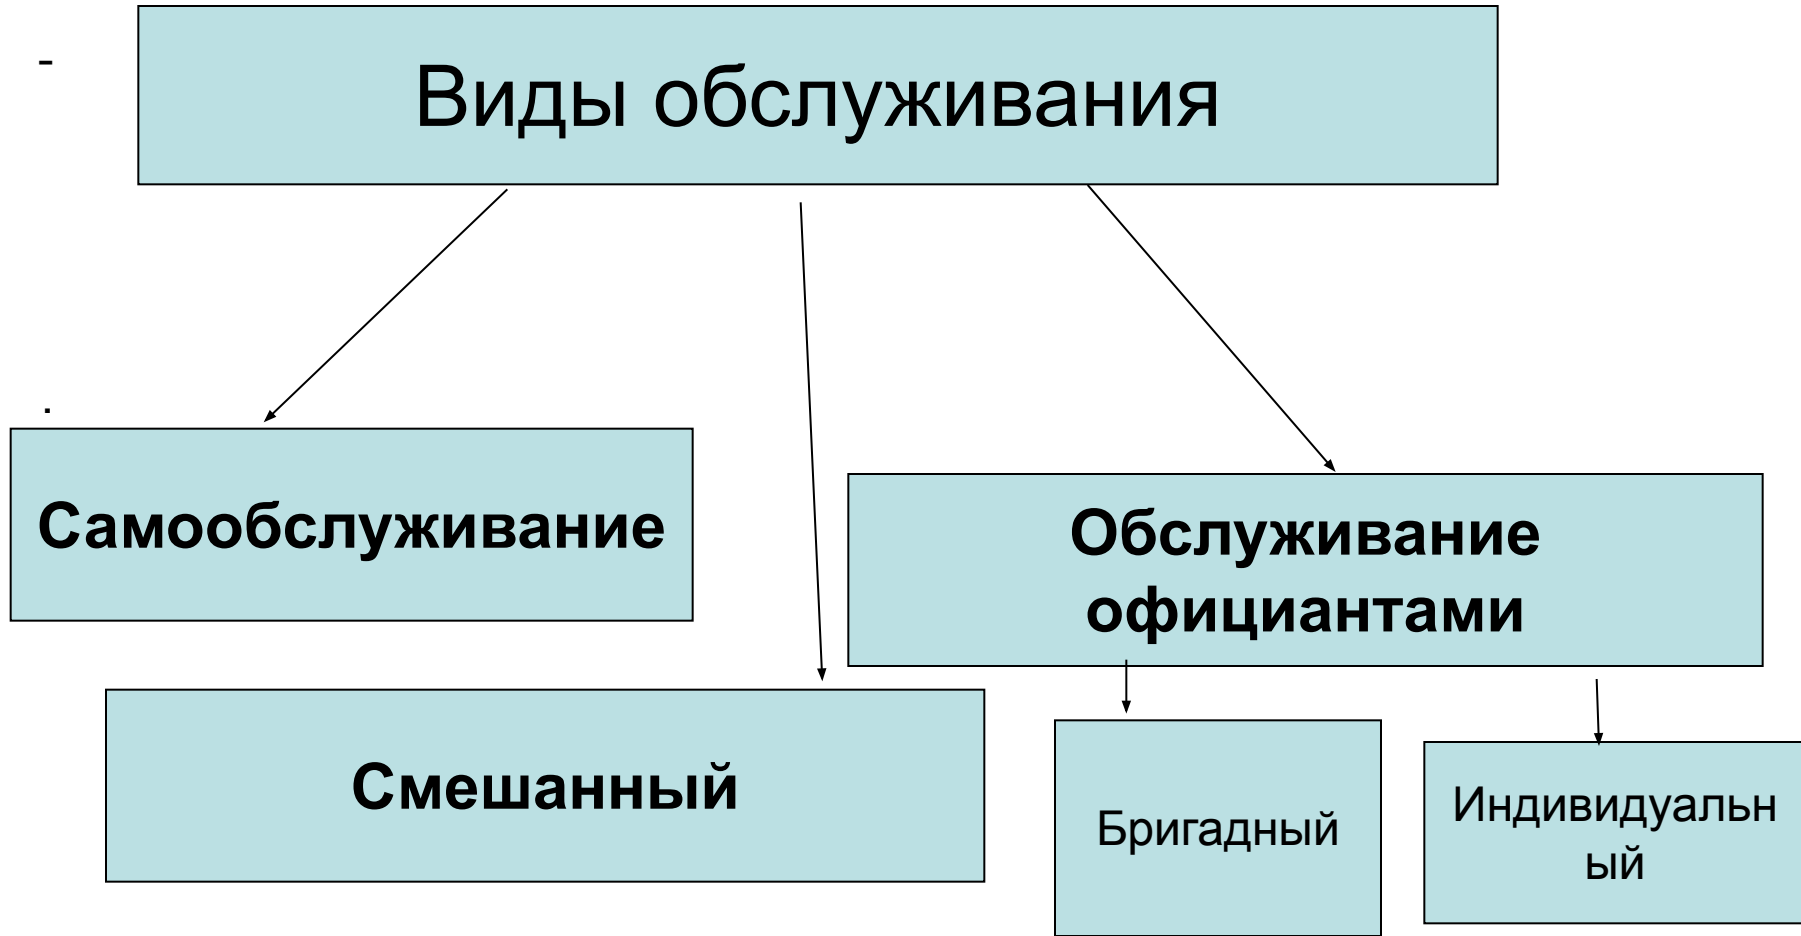 -
Виды обслуживания
.
Самообслуживание
Обслуживание
официантами
Смешанный
Бригадный
Индивидуальн
ый